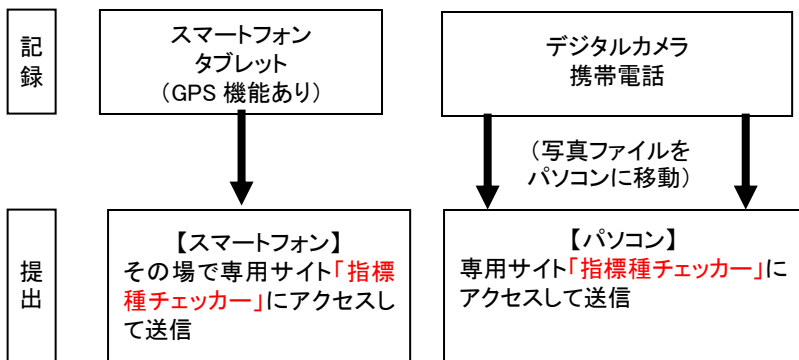 記
録
スマートフォン
タブレット
（GPS 機能あり）
デジタルカメラ
携帯電話
（写真ファイルを
パソコンに移動）
提
出
【スマートフォン】
その場で専用サイト「指標
種チェッカー」にアクセスし
て送信
【パソコン】
専用サイト「指標種チェッカー」に
アクセスして送信